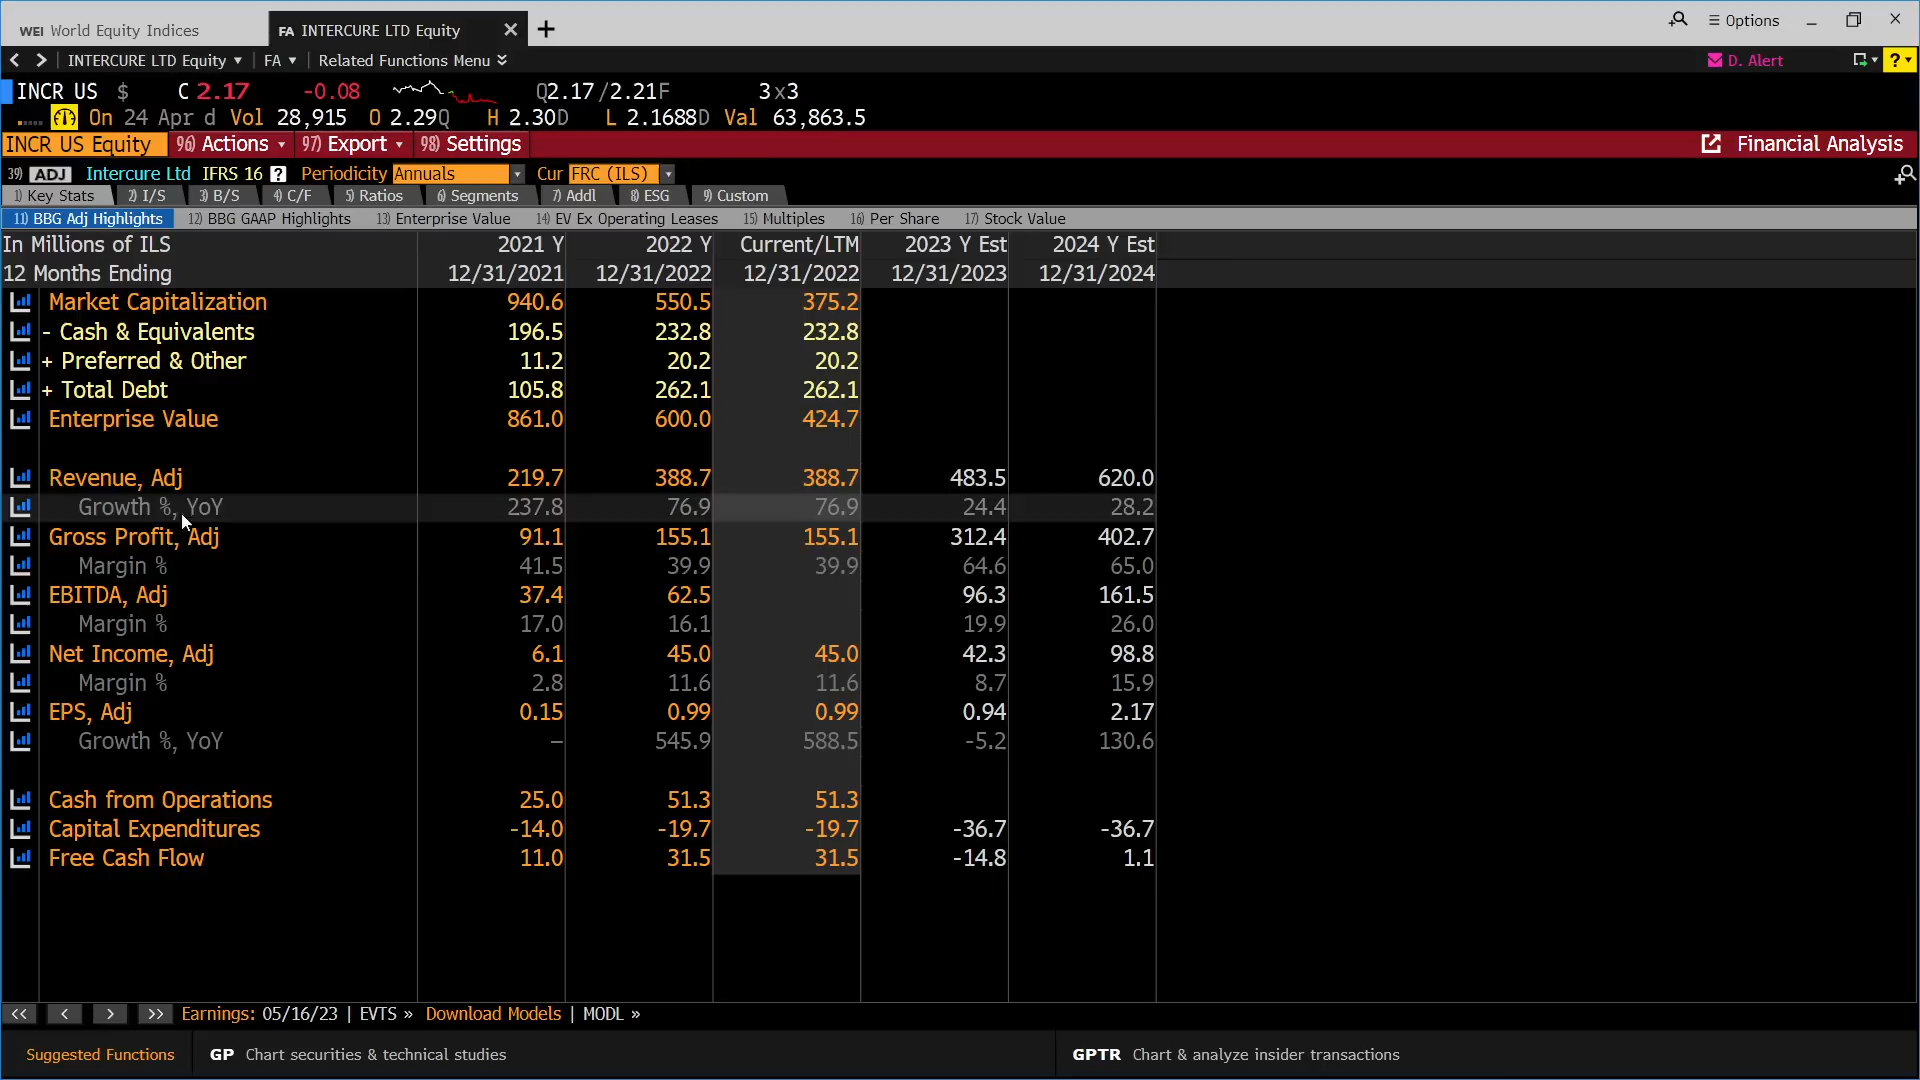 WEI World Equity Indices FA INTERCURE LTD Equity Options
INTERCURE LTD Equity FA Related Functions Menu D. Alert ?
INCR US $ C 2.17 -0.08 Q2.17/2.21F 3x3
On 24 Apr d Vol 28,915 O 2.29Q H 2.30D L 2.1688D Val 63,863.5
INCR US Equity 96) Actions 97) Export 98) Settings Financial Analysis
39) ADJ Intercure Ltd IFRS 16 ? Periodicity Annuals Cur FRC (ILS)
1) Key Stats 2) I/S 3) B/S 4) C/F 5) Ratios 6) Segments 7) Addl 8) ESG 9) Custom
11) BBG Adj Highlights 12) BBG GAAP Highlights 13) Enterprise Value 14) EV Ex Operating Leases 15) Multiples 16) Per Share 17) Stock Value
In Millions of ILS 2021 Y 2022 Y Current/LTM 2023 Y Est 2024 Y Est
12 Months Ending 12/31/2021 12/31/2022 12/31/2022 12/31/2023 12/31/2024
Market Capitalization 940.6 550.5 375.2
- Cash & Equivalents 196.5 232.8 232.8
+ Preferred & Other 11.2 20.2 20.2
+ Total Debt 105.8 262.1 262.1
Enterprise Value 861.0 600.0 424.7
Revenue, Adj 219.7 388.7 388.7 483.5 620.0
Growth %, YoY 237.8 76.9 76.9 24.4 28.2
Gross Profit, Adj 91.1 155.1 155.1 312.4 402.7
Margin % 41.5 39.9 39.9 64.6 65.0
EBITDA, Adj 37.4 62.5 96.3 161.5
Margin % 17.0 16.1 19.9 26.0
Net Income, Adj 6.1 45.0 45.0 42.3 98.8
Margin % 2.8 11.6 11.6 8.7 15.9
EPS, Adj 0.15 0.99 0.99 0.94 2.17
Growth %, YoY — 545.9 588.5 -5.2 130.6
Cash from Operations 25.0 51.3 51.3
Capital Expenditures -14.0 -19.7 -19.7 -36.7 -36.7
Free Cash Flow 11.0 31.5 31.5 -14.8 1.1
<< < > >> Earnings: 05/16/23 | EVTS » Download Models | MODL »
Suggested Functions GP Chart securities & technical studies GPTR Chart & analyze insider transactions